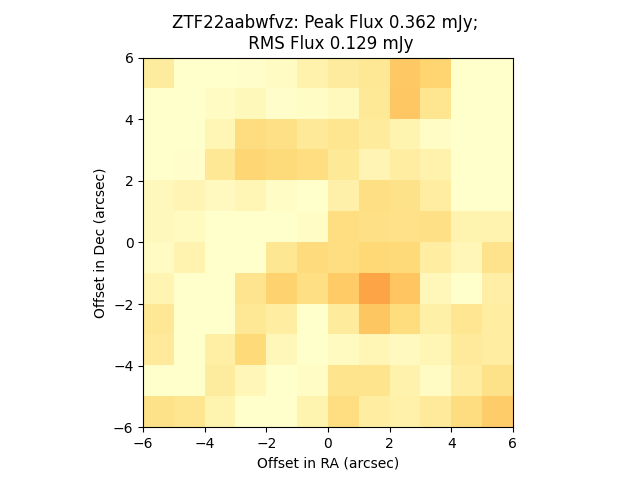 ZTF22aabwfvz: Peak Flux 0.362 mJy;
RMS Flux 0.129 mJy
6
4
2
0
−2
−4
−6
Offset in Dec (arcsec)
−6 −4 −2 0 2 4 6
Offset in RA (arcsec)